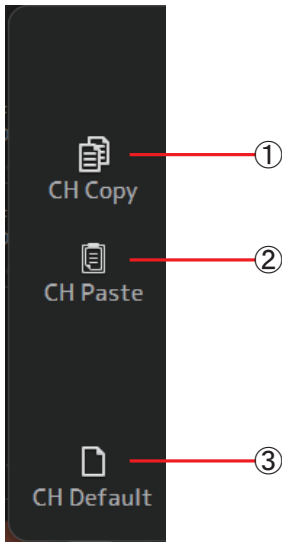 ①
CH Copy
②
CH Paste
③
CH Default